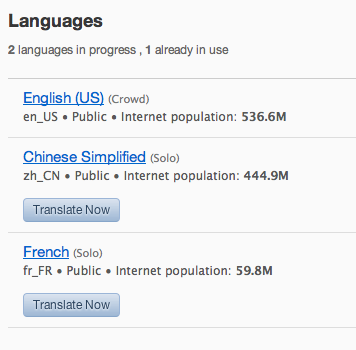 Languages
2 languages in progress , 1 already in use
English (US) (Crowd)
en_US • Public • Internet population: 536.6M
Chinese Simplified (Solo)
zh_CN • Public • Internet population: 444.9M
Translate Now
French (Solo)
fr_FR • Public • Internet population: 59.8M
Translate Now